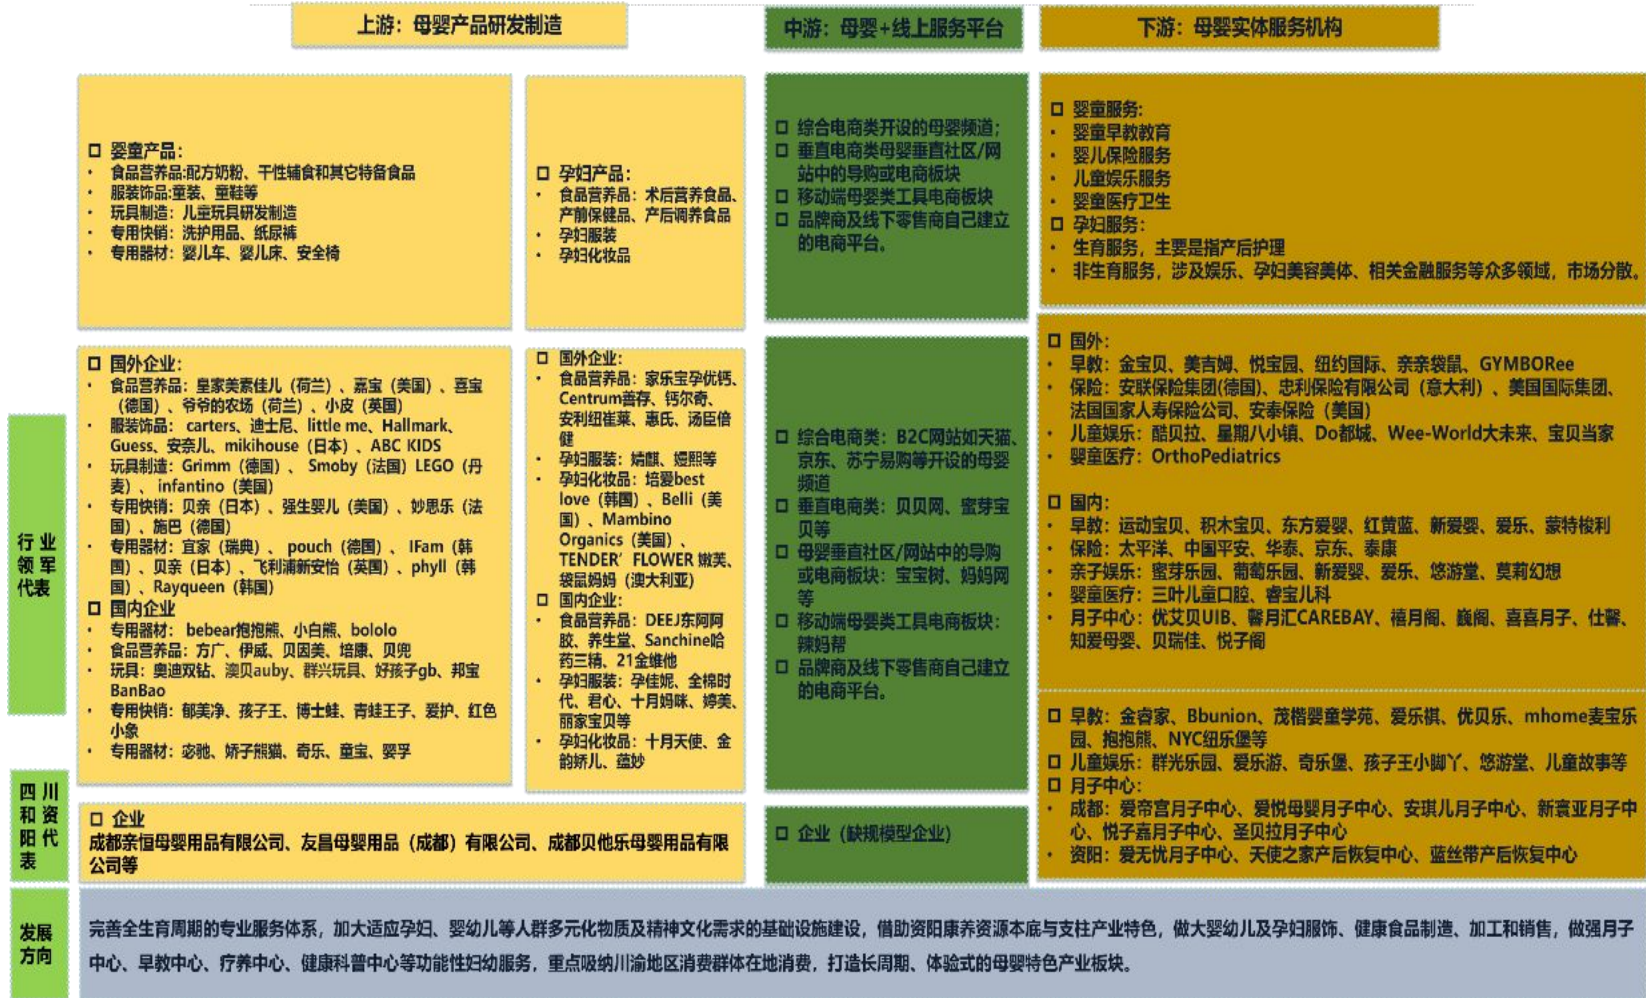 上游：母婴产品研发制造
中游：母婴+线上服务平台
下游：母婴实体服务机构
☐ 婴童产品：
• 食品营养品:配方奶粉、干性辅食和其它特备食品
• 服装饰品:童装、童鞋等
• 玩具制造：儿童玩具研发制造
• 专用快销：洗护用品、纸尿裤
• 专用器材：婴儿车、婴儿床、安全椅
☐ 孕妇产品：
• 食品营养品：术后营养食品、
产前保健品、产后调养食品
• 孕妇服装
• 孕妇化妆品
☐ 综合电商类开设的母婴频道；
☐ 垂直电商类母婴垂直社区/网
站中的导购或电商板块
☐ 移动端母婴类工具电商板块
☐ 品牌商及线下零售商自己建立
的电商平台。
☐ 婴童服务：
• 婴童早教教育
• 婴儿保险服务
• 儿童娱乐服务
• 婴童医疗卫生
☐ 孕妇服务：
• 生育服务，主要是指产后护理
• 非生育服务，涉及娱乐、孕妇美容美体、相关金融服务等众多领域，市场分散。
行业
领军
代表
☐ 国外企业：
• 食品营养品：皇家美素佳儿（荷兰）、嘉宝（美国）、喜宝
（德国）、爷爷的农场（荷兰）、小皮（英国）
• 服装饰品： carters、迪士尼、little me、Hallmark、
Guess、安奈儿、mikihouse（日本）、ABC KIDS
• 玩具制造：Grimm（德国）、 Smoby（法国）LEGO（丹
麦）、 infantino（美国）
• 专用快销：贝亲（日本）、强生婴儿（美国）、妙思乐（法
国）、施巴（德国）
• 专用器材：宜家（瑞典）、 pouch（德国）、 IFam（韩
国）、贝亲（日本）、飞利浦新安怡（英国）、phyll（韩
国）、Rayqueen（韩国）
☐ 国内企业
• 专用器材： bebear抱抱熊、小白熊、bololo
• 食品营养品：方广、伊威、贝因美、培康、贝兜
• 玩具：奥迪双钻、澳贝auby、群兴玩具、好孩子gb、邦宝
BanBao
• 专用快销：郁美净、孩子王、博士蛙、青蛙王子、爱护、红色
小象
• 专用器材：宓驰、娇子熊猫、奇乐、童宝、婴孚
☐ 国外企业：
• 食品营养品：家乐宝孕优钙、
Centrum善存、钙尔奇、
安利纽崔莱、惠氏、汤臣倍
健
• 孕妇服装：婧麒、嫚熙等
• 孕妇化妆品：培爱best
love（韩国）、Belli（美
国）、Mambino
Organics（美国）、
TENDER’FLOWER 嫩芙、
袋鼠妈妈（澳大利亚）
☐ 国内企业：
• 食品营养品：DEEJ东阿阿
胶、养生堂、Sanchine哈
药三精、21金维他
• 孕妇服装：孕佳妮、全棉时
代、君心、十月妈咪、婷美、
丽家宝贝等
• 孕妇化妆品：十月天使、金
韵娇儿、蕴妙
☐ 综合电商类：B2C网站如天猫、
京东、苏宁易购等开设的母婴
频道
☐ 垂直电商类：贝贝网、蜜芽宝
贝等
☐ 母婴垂直社区/网站中的导购
或电商板块：宝宝树、妈妈网
等
☐ 移动端母婴类工具电商板块：
辣妈帮
☐ 品牌商及线下零售商自己建立
的电商平台。
☐ 国外：
• 早教：金宝贝、美吉姆、悦宝园、纽约国际、亲亲袋鼠、GYMBORee
• 保险：安联保险集团(德国)、忠利保险有限公司（意大利）、美国国际集团、
法国国家人寿保险公司、安泰保险（美国）
• 儿童娱乐：酷贝拉、星期八小镇、Do都城、Wee-World大未来、宝贝当家
• 婴童医疗：OrthoPediatrics
☐ 国内：
• 早教：运动宝贝、积木宝贝、东方爱婴、红黄蓝、新爱婴、爱乐、蒙特梭利
• 保险：太平洋、中国平安、华泰、京东、泰康
• 亲子娱乐：蜜芽乐园、葡萄乐园、新爱婴、爱乐、悠游堂、莫莉幻想
• 婴童医疗：三叶儿童口腔、睿宝儿科
• 月子中心：优艾贝UIB、馨月汇CAREBAY、禧月阁、巍阁、喜喜月子、仕馨、
知爱母婴、贝瑞佳、悦子阁
四川
和资
阳代
表
☐ 企业
成都亲恒母婴用品有限公司、友昌母婴用品（成都）有限公司、成都贝他乐母婴用品有限
公司等
☐ 企业（缺规模型企业）
☐ 早教：金睿家、Bbunion、茂楷婴童学苑、爱乐祺、优贝乐、mhome麦宝乐
园、抱抱熊、NYC纽乐堡等
☐ 儿童娱乐：群光乐园、爱乐游、奇乐堡、孩子王小脚丫、悠游堂、儿童故事等
☐ 月子中心：
• 成都：爱帝宫月子中心、爱悦母婴月子中心、安琪儿月子中心、新寰亚月子中
心、悦子嘉月子中心、圣贝拉月子中心
• 资阳：爱无忧月子中心、天使之家产后恢复中心、蓝丝带产后恢复中心
发展
方向
完善全生育周期的专业服务体系，加大适应孕妇、婴幼儿等人群多元化物质及精神文化需求的基础设施建设，借助资阳康养资源本底与支柱产业特色，做大婴幼儿及孕妇服饰、健康食品制造、加工和销售，做强月子
中心、早教中心、疗养中心、健康科普中心等功能性妇幼服务，重点吸纳川渝地区消费群体在地消费，打造长周期、体验式的母婴特色产业板块。